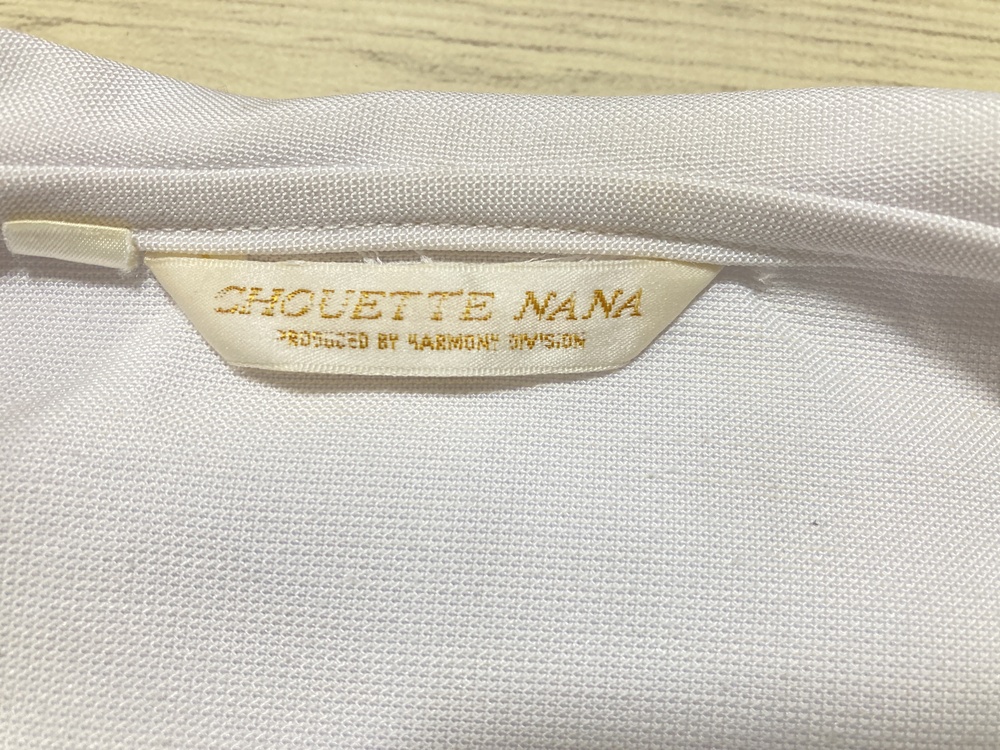 CHOUETTE NANA
PRODUCED BY HARMONY DIVISION